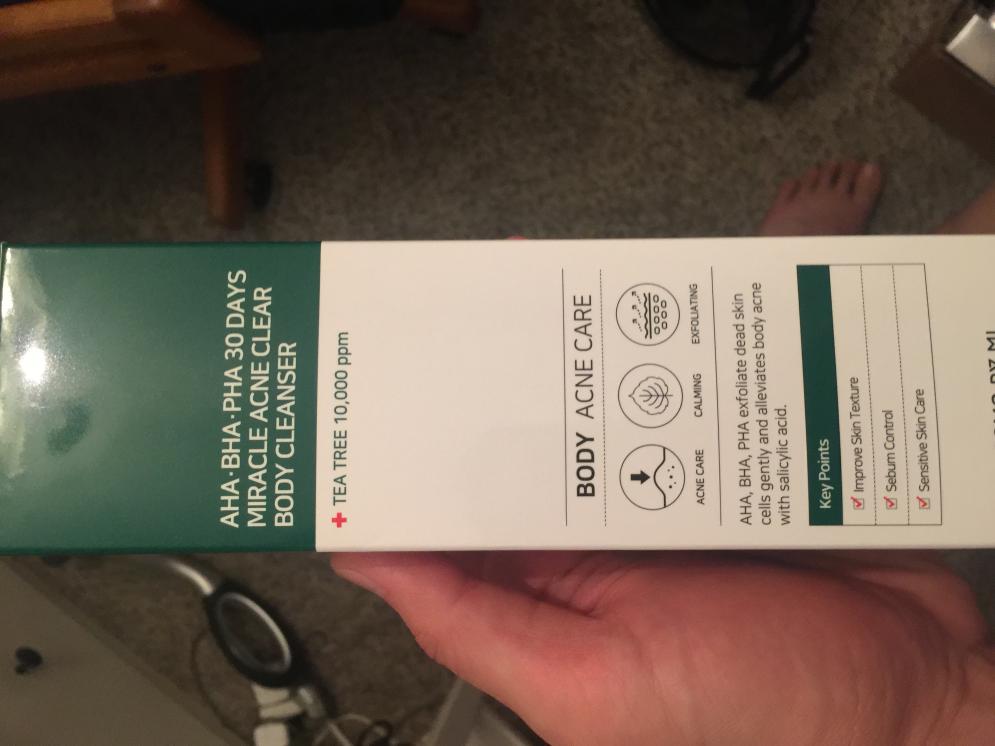 AHA·BHA·PHA 30 DAYS
MIRACLE ACNE CLEAR
BODY CLEANSER
TEA TREE 10,000 ppm
BODY ACNE CARE
ACNE CARE
CALMING
EXFOLIATING
AHA, BHA, PHA exfoliate dead skin
cells gently and alleviates body acne
with salicylic acid.
Key Points
Improve Skin Texture
Sebum Control
Sensitive Skin Care